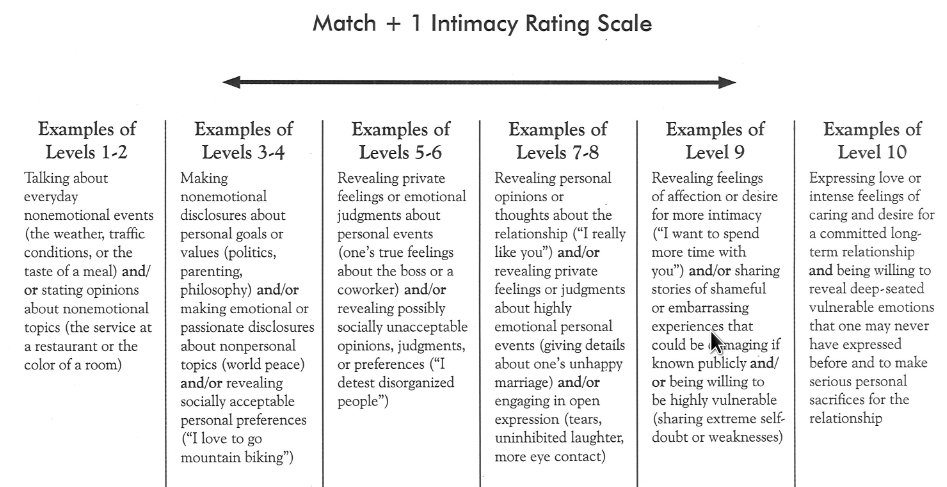 Match + 1 Intimacy Rating Scale
Examples of
Levels 1-2
Talking about
everyday
nonemotional events
(the weather, traffic
conditions, or the
taste of a meal) and/
or stating opinions
about nonemotional
topics (the service at
a restaurant or the
color of a room)
Examples of
Levels 3-4
Making
nonemotional
disclosures about
personal goals or
values (politics,
parenting,
philosophy) and/or
making emotional or
passionate disclosures
about nonpersonal
topics (world peace)
and/or revealing
socially acceptable
personal preferences
("I love to go
mountain biking")
Examples of
Levels 5-6
Revealing private
feelings or emotional
judgments about
personal events
(one's true feelings
about the boss or a
coworker) and/or
revealing possibly
socially unacceptable
opinions, judgments,
or preferences ("I
detest disorganized
people")
Examples of
Levels 7-8
Revealing personal
opinions or
thoughts about the
relationship ("I really
like you") and/or
revealing private
feelings or judgments
about highly
emotional personal
events (giving details
about one's unhappy
marriage) and/or
engaging in open
expression (tears,
uninhibited laughter,
more eye contact)
Examples of
Level 9
Revealing feelings
of affection or desire
for more intimacy
("I want to spend
more time with
you") and/or sharing
stories of shameful
or embarrassing
experiences that
could be damaging if
known publicly and/
or being willing to
be highly vulnerable
(sharing extreme self-
doubt or weaknesses)
Examples of
Level 10
Expressing love or
intense feelings of
caring and desire for
a committed long-
term relationship
and being willing to
reveal deep-seated
vulnerable emotions
that one may never
have expressed
before and to make
serious personal
sacrifices for the
relationship